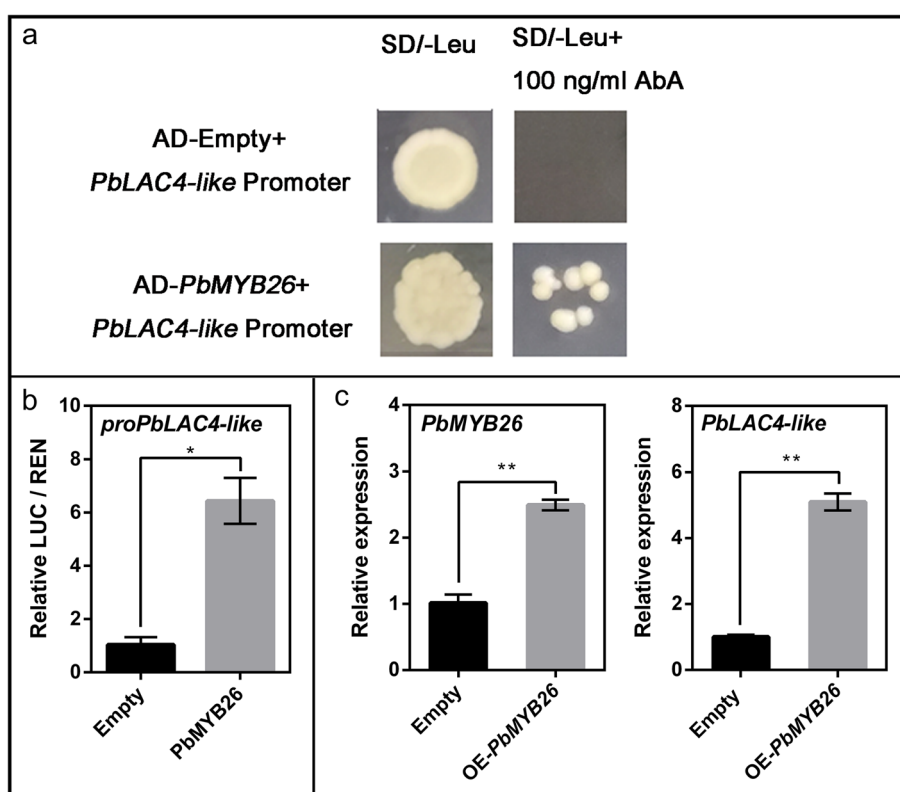 a
SD/-Leu
SD/-Leu+
100 ng/ml AbA
AD-Empty+
PbLAC4-like Promoter
AD-PbMYB26+
PbLAC4-like Promoter
b
proPbLAC4-like
*
Relative LUC / REN
10
8
6
4
2
0
Empty
PbMYB26
c
PbMYB26
**
Relative expression
4
3
2
1
0
Empty
OE-PbMYB26
PbLAC4-like
**
Relative expression
8
6
4
2
0
Empty
OE-PbMYB26